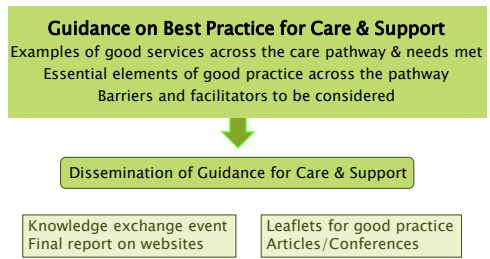 Guidance on Best Practice for Care & Support
Examples of good services across the care pathway & needs met
Essential elements of good practice across the pathway
Barriers and facilitators to be considered
Dissemination of Guidance for Care & Support
Knowledge exchange event
Final report on websites
Leaflets for good practice
Articles/Conferences